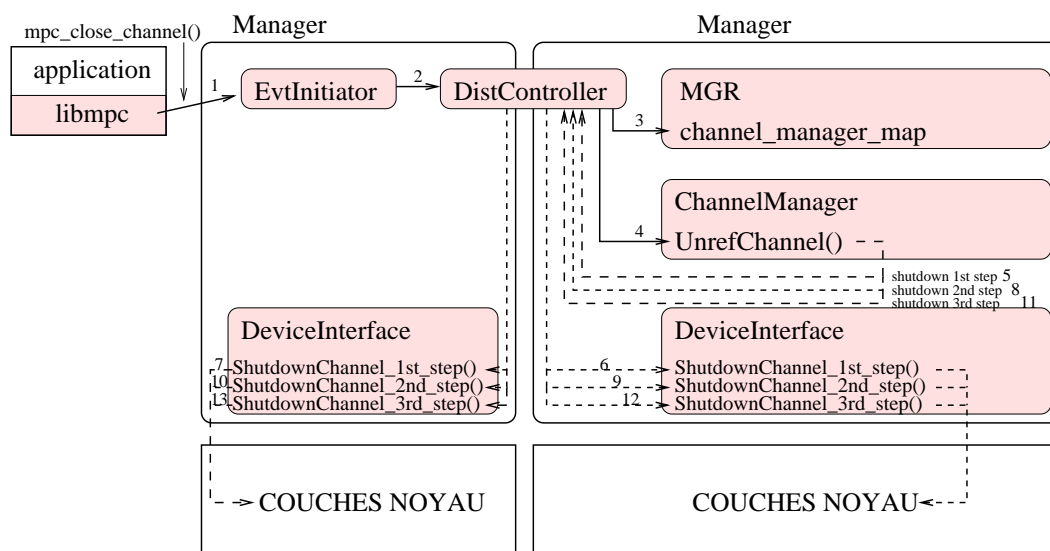 Manager
Manager
mpc_close_channel()
application
libmpc
1
EvtInitiator
2
DistController
MGR
3
channel_manager_map
ChannelManager
4
UnrefChannel()
shutdown 1st step 5
shutdown 2nd step 8
shutdown 3rd step 11
DeviceInterface
7 ShutdownChannel_1st_step()
10 ShutdownChannel_2nd_step()
13 ShutdownChannel_3rd_step()
DeviceInterface
6 ShutdownChannel_1st_step()
9 ShutdownChannel_2nd_step()
12 ShutdownChannel_3rd_step()
COUCHES NOYAU
COUCHES NOYAU